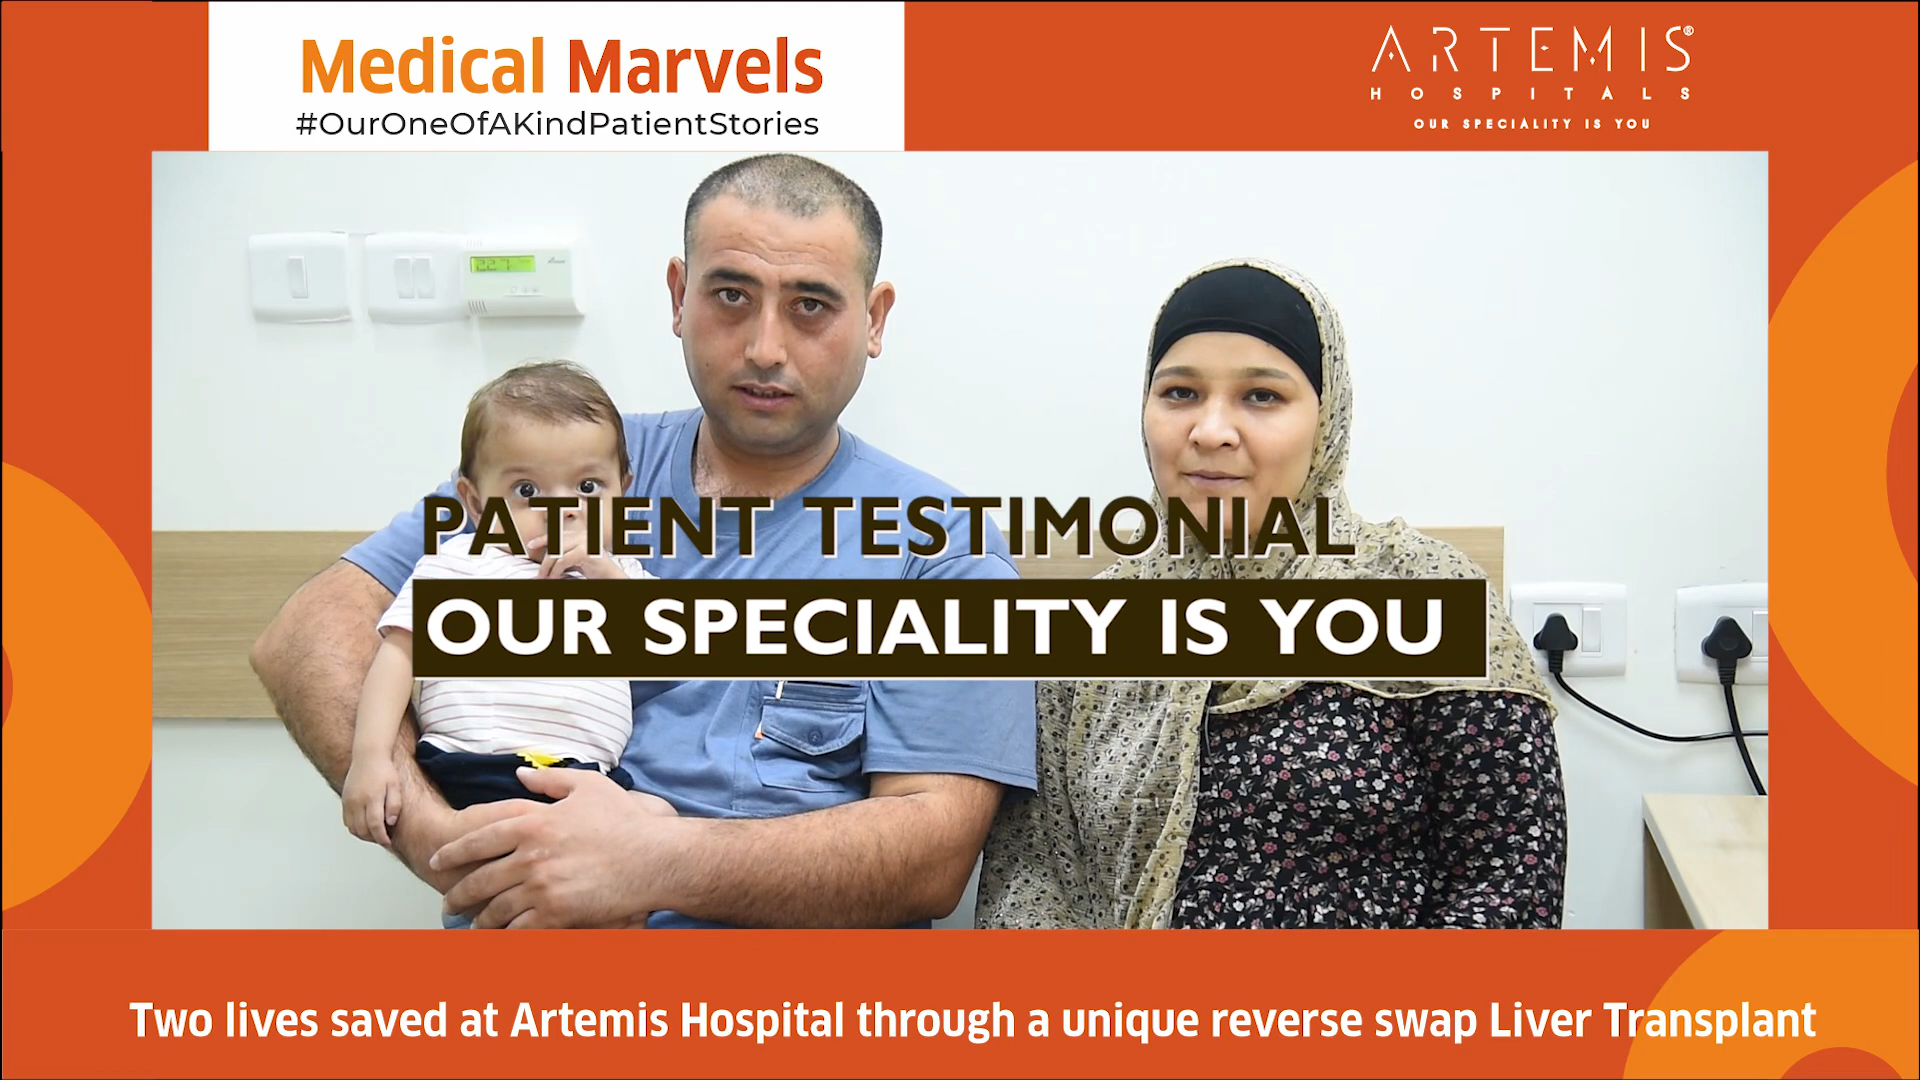 Medical Marvels
#OurOneOfAKindPatientStories
ARTEMIS®
HOSPITALS
OUR SPECIALITY IS YOU
PATIENT TESTIMONIAL
OUR SPECIALITY IS YOU
Two lives saved at Artemis Hospital through a unique reverse swap Liver Transplant